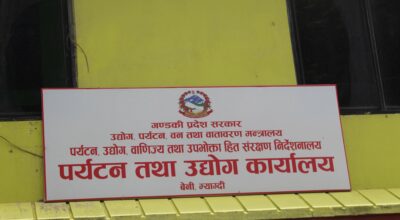 गण्डकी प्रदेश सरकार
उद्योग, पर्यटन, वन तथा वातावरण मन्त्रालय
पर्यटन, उद्योग, वाणिज्य तथा उपभोक्ता हित संरक्षण निर्देशनालय
पर्यटन तथा उद्योग कार्यालय
बेनी, म्याग्दी